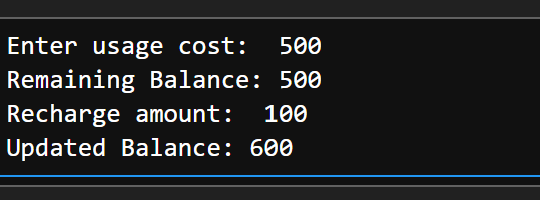 Enter usage cost:  500
Remaining Balance: 500
Recharge amount:  100
Updated Balance: 600